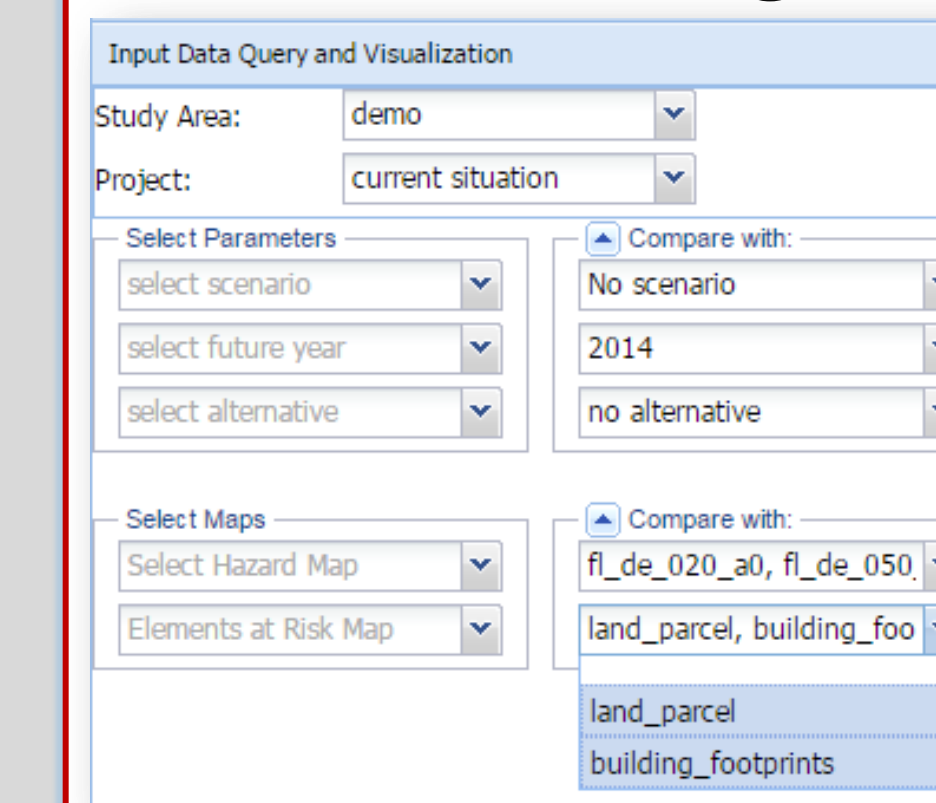 Input Data Query and Visualization
Study Area: demo
Project: current situation
Select Parameters Compare with:
select scenario No scenario
select future year 2014
select alternative no alternative
Select Maps Compare with:
Select Hazard Map fl_de_020_a0, fl_de_050_
Elements at Risk Map land_parcel, building_foo
land_parcel
building_footprints